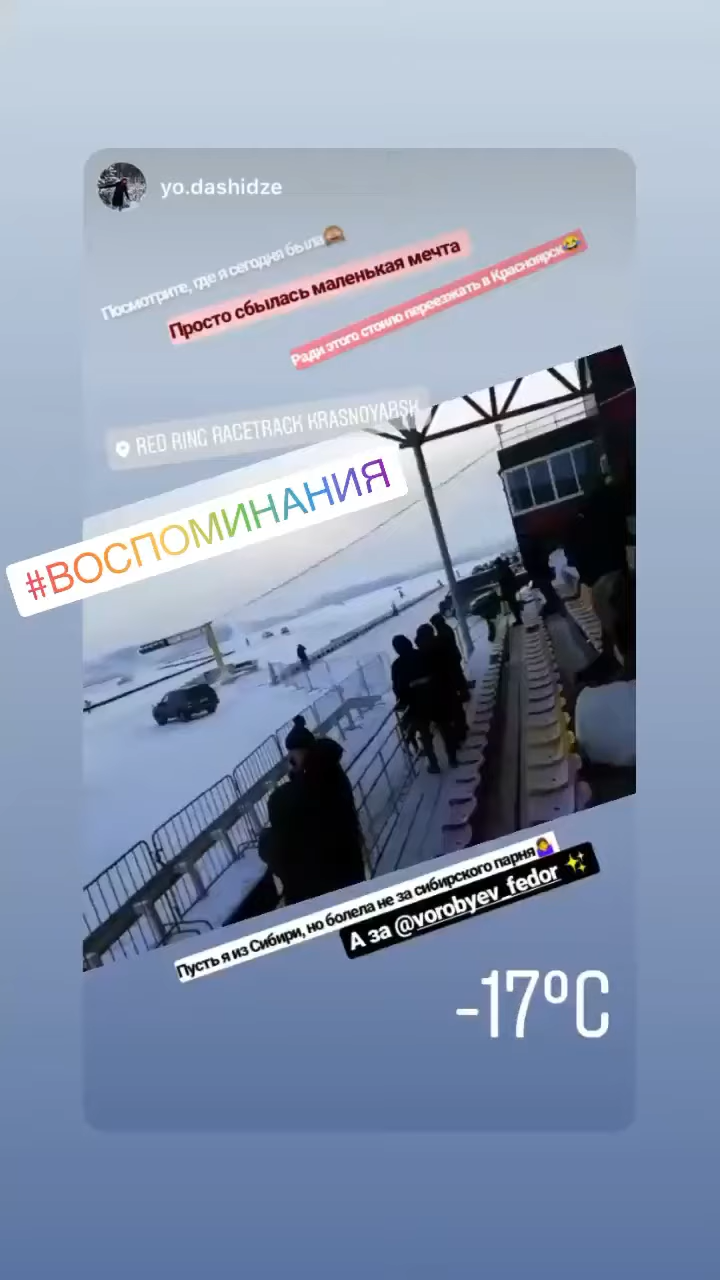 yo.dashidze
Посмотрите, где я сегодня была🙈
Просто сбылась маленькая мечта
Ради этого стоило переезжать в Красноярск😂
RED RING RACETRACK KRASNOYARSK
#ВОСПОМИНАНИЯ
Пусть я из Сибири, но болела не за сибирского парня🤷‍♀️
А за @vorobyev_fedor ✨
-17°C